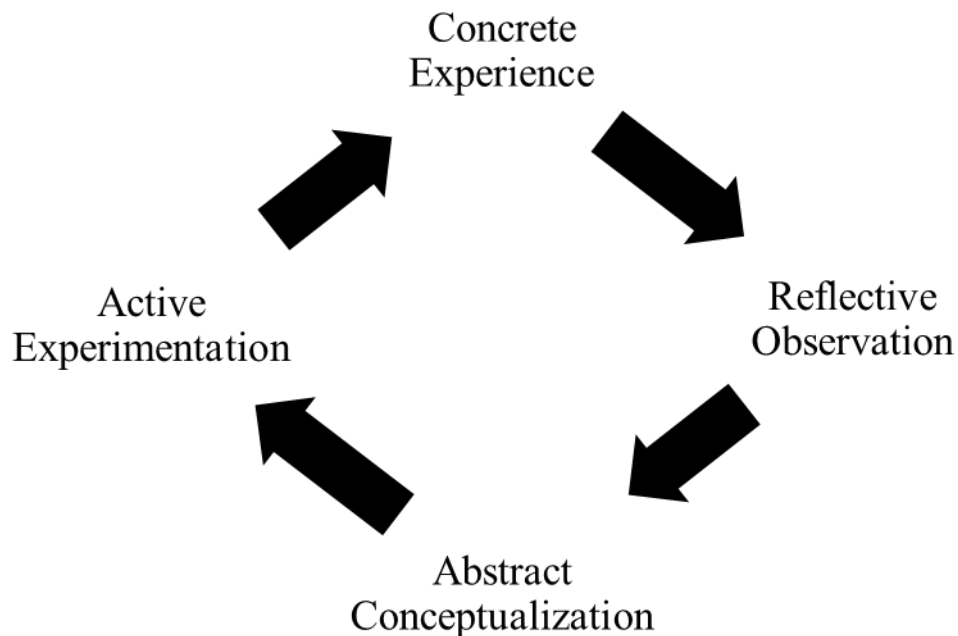 Concrete
Experience
Reflective
Observation
Abstract
Conceptualization
Active
Experimentation